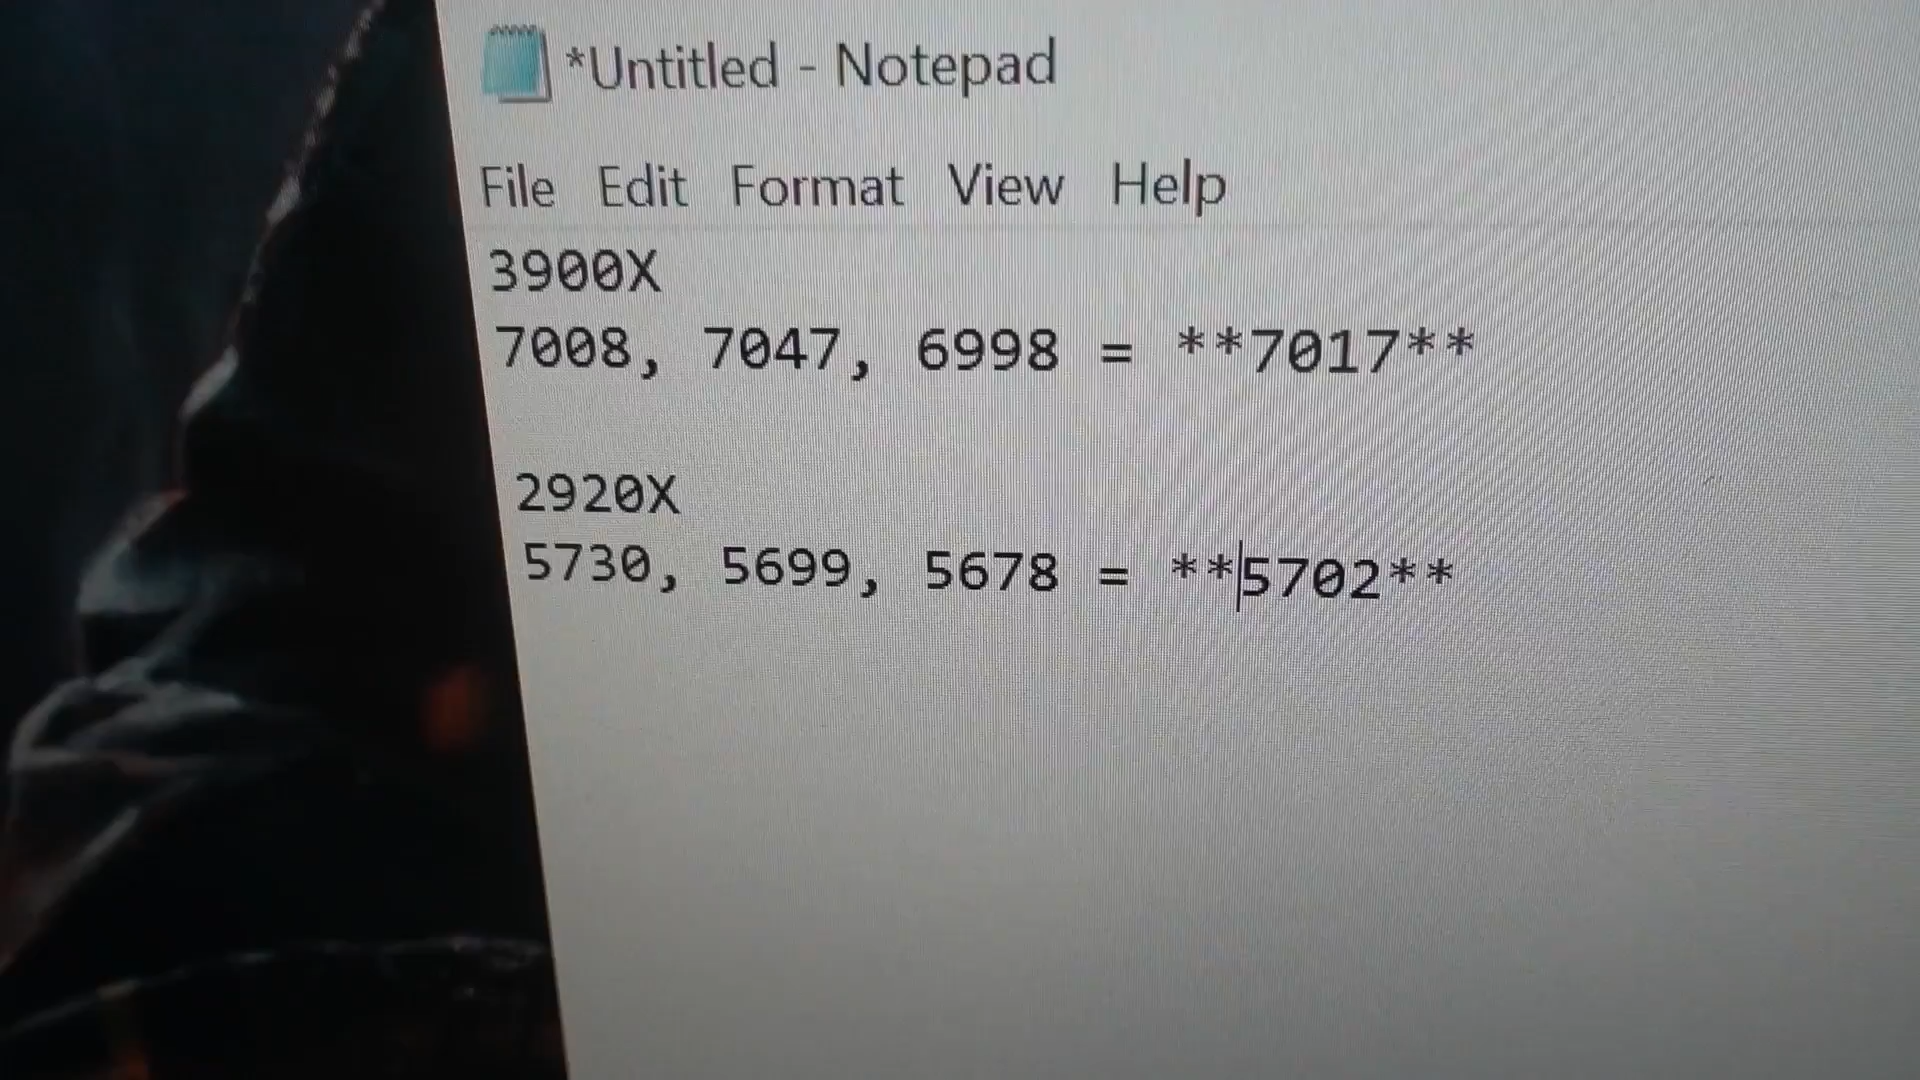 *Untitled - Notepad
File Edit Format View Help
3900X
7008, 7047, 6998 = **7017**
2920X
5730, 5699, 5678 = **5702**